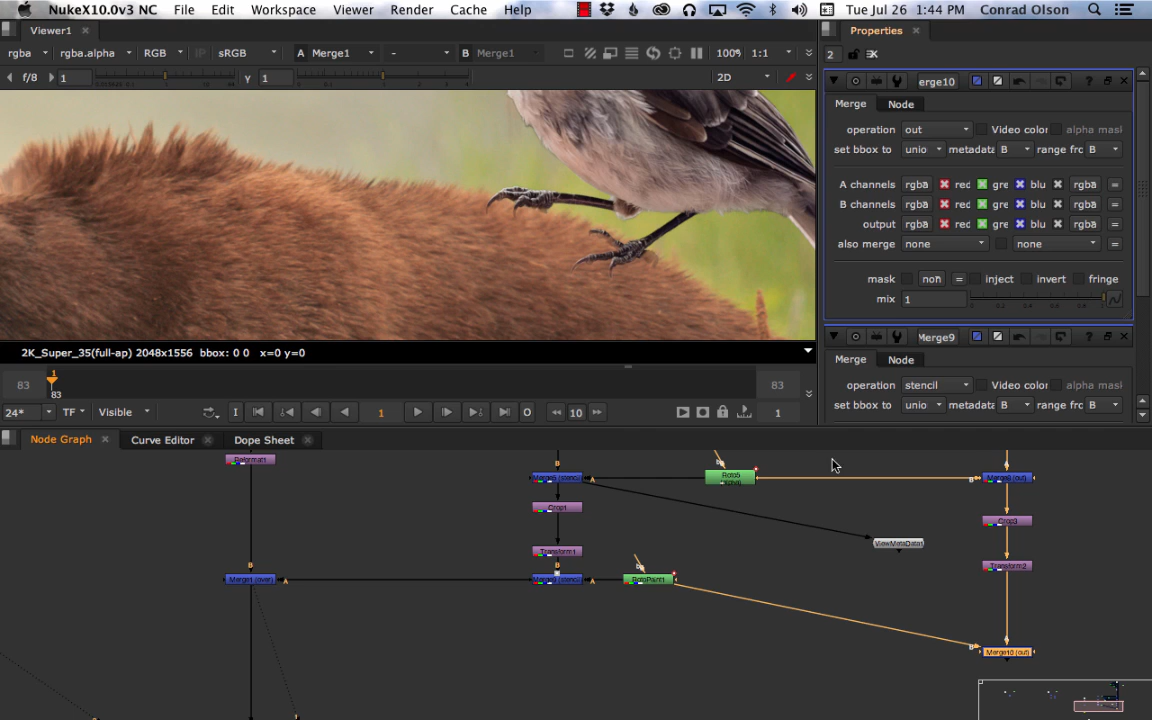 NukeX10.0v3 NC File Edit Workspace Viewer Render Cache Help Tue Jul 26 1:44 PM Conrad Olson
Viewer1 Properties
rgba rgba.alpha RGB IP sRGB A Merge1 - B Merge1 100% 1:1 2
f/8 1 Y 1 2D
erge10
Merge Node
operation out Video color alpha mask
set bbox to unio metadata B range frc B
A channels rgba red gre blu rgba =
B channels rgba red gre blu rgba =
output rgba red gre blu rgba =
also merge none none =
mask non = inject invert fringe
mix 1
2K_Super_35(full-ap) 2048x1556 bbox: 0 0 x=0 y=0
Merge9
Merge Node
83 1 83 83
operation stencil Video color alpha mask
24* TF Visible I 1 O 10 1
set bbox to unio metadata B range frc B
Node Graph Curve Editor Dope Sheet
Reformat1
B
Roto5
A
B
Crop1
Crop3
ViewMetaData1
Transform1
Transform2
B B
Merge1 (over) A A RotoPaint1
B Merge10 (out)